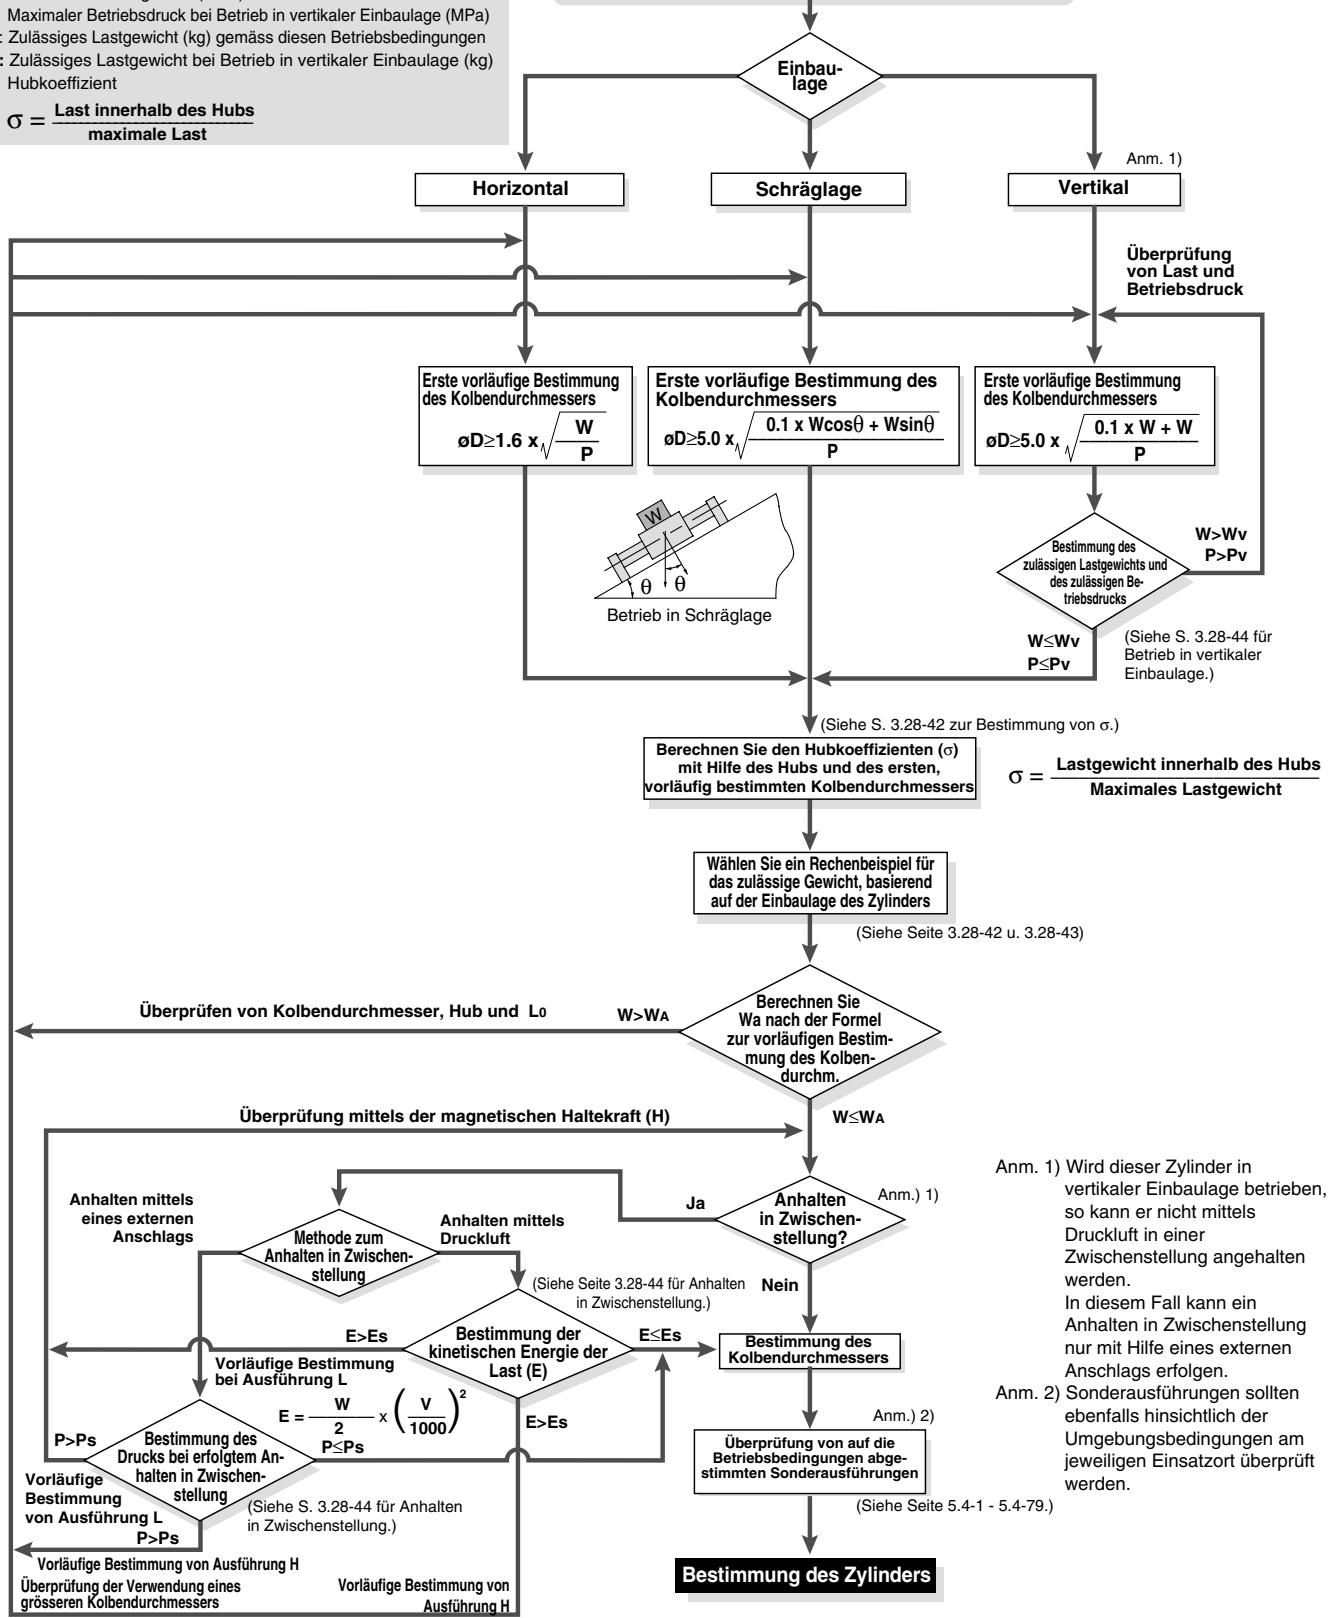 Maximaler Betriebsdruck bei Betrieb in vertikaler Einbaulage (MPa)
: Zulässiges Lastgewicht (kg) gemäss diesen Betriebsbedingungen
: Zulässiges Lastgewicht bei Betrieb in vertikaler Einbaulage (kg)
Hubkoeffizient
σ = Last innerhalb des Hubs
maximale Last
Einbau-
lage
Anm. 1)
Horizontal
Schräglage
Vertikal
Überprüfung
von Last und
Betriebsdruck
Erste vorläufige Bestimmung
des Kolbendurchmessers
øD≥1.6 x √ W
P
Erste vorläufige Bestimmung des
Kolbendurchmessers
øD≥5.0 x √ 0.1 x Wcosθ + Wsinθ
P
Erste vorläufige Bestimmung
des Kolbendurchmessers
øD≥5.0 x √ 0.1 x W + W
P
W
θ
θ
Betrieb in Schräglage
Bestimmung des
zulässigen Lastgewichts und
des zulässigen Be-
triebsdrucks
W>Wv
P>Pv
W≤Wv
P≤Pv
(Siehe S. 3.28-44 für
Betrieb in vertikaler
Einbaulage.)
(Siehe S. 3.28-42 zur Bestimmung von σ.)
Berechnen Sie den Hubkoeffizienten (σ)
mit Hilfe des Hubs und des ersten,
vorläufig bestimmten Kolbendurchmessers
σ = Lastgewicht innerhalb des Hubs
Maximales Lastgewicht
Wählen Sie ein Rechenbeispiel für
das zulässige Gewicht, basierend
auf der Einbaulage des Zylinders
(Siehe Seite 3.28-42 u. 3.28-43)
Überprüfen von Kolbendurchmesser, Hub und L0
W>WA
Berechnen Sie
Wa nach der Formel
zur vorläufigen Bestim-
mung des Kolben-
durchm.
W≤WA
Überprüfung mittels der magnetischen Haltekraft (H)
Anhalten
in Zwischen-
stellung?
Anm.) 1)
Ja
Nein
Anhalten mittels
eines externen
Anschlags
Methode zum
Anhalten in Zwischen-
stellung
Anhalten mittels
Druckluft
(Siehe Seite 3.28-44 für Anhalten
in Zwischenstellung.)
E>Es
Bestimmung der
kinetischen Energie der
Last (E)
E≤Es
Bestimmung des
Kolbendurchmessers
Vorläufige Bestimmung
bei Ausführung L
E = W
2
x ( V
1000 )²
E>Es
P>Ps
Bestimmung des
Drucks bei erfolgtem An-
halten in Zwischen-
stellung
P≤Ps
Vorläufige
Bestimmung
von Ausführung L
(Siehe S. 3.28-44 für Anhalten
in Zwischenstellung.)
P>Ps
Vorläufige Bestimmung von Ausführung H
Überprüfung der Verwendung eines
grösseren Kolbendurchmessers
Vorläufige Bestimmung von
Ausführung H
Anm.) 2)
Überprüfung von auf die
Betriebsbedingungen abge-
stimmten Sonderausführungen
(Siehe Seite 5.4-1 - 5.4-79.)
Bestimmung des Zylinders
Anm. 1) Wird dieser Zylinder in
vertikaler Einbaulage betrieben,
so kann er nicht mittels
Druckluft in einer
Zwischenstellung angehalten
werden.
In diesem Fall kann ein
Anhalten in Zwischenstellung
nur mit Hilfe eines externen
Anschlags erfolgen.
Anm. 2) Sonderausführungen sollten
ebenfalls hinsichtlich der
Umgebungsbedingungen am
jeweiligen Einsatzort überprüft
werden.